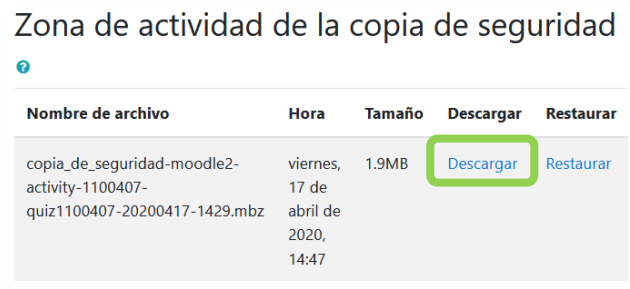 Zona de actividad de la copia de seguridad
?
Nombre de archivo Hora Tamaño Descargar Restaurar
copia_de_seguridad-moodle2- viernes, 1.9MB Descargar Restaurar
activity-1100407- 17 de
quiz1100407-20200417-1429.mbz abril de
2020,
14:47